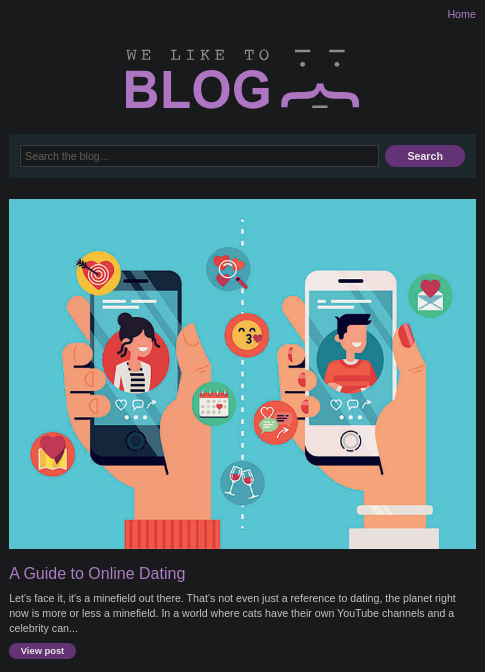 Home
WE LIKE TO
BLOG
Search the blog...
Search
A Guide to Online Dating
Let's face it, it's a minefield out there. That's not even just a reference to dating, the planet right
now is more or less a minefield. In a world where cats have their own YouTube channels and a
celebrity can...
View post